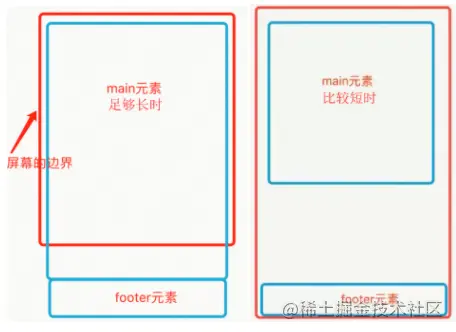 main元素
足够长时
屏幕的边界
footer元素
main元素
比较短时
footer元素
@稀土掘金技术社区